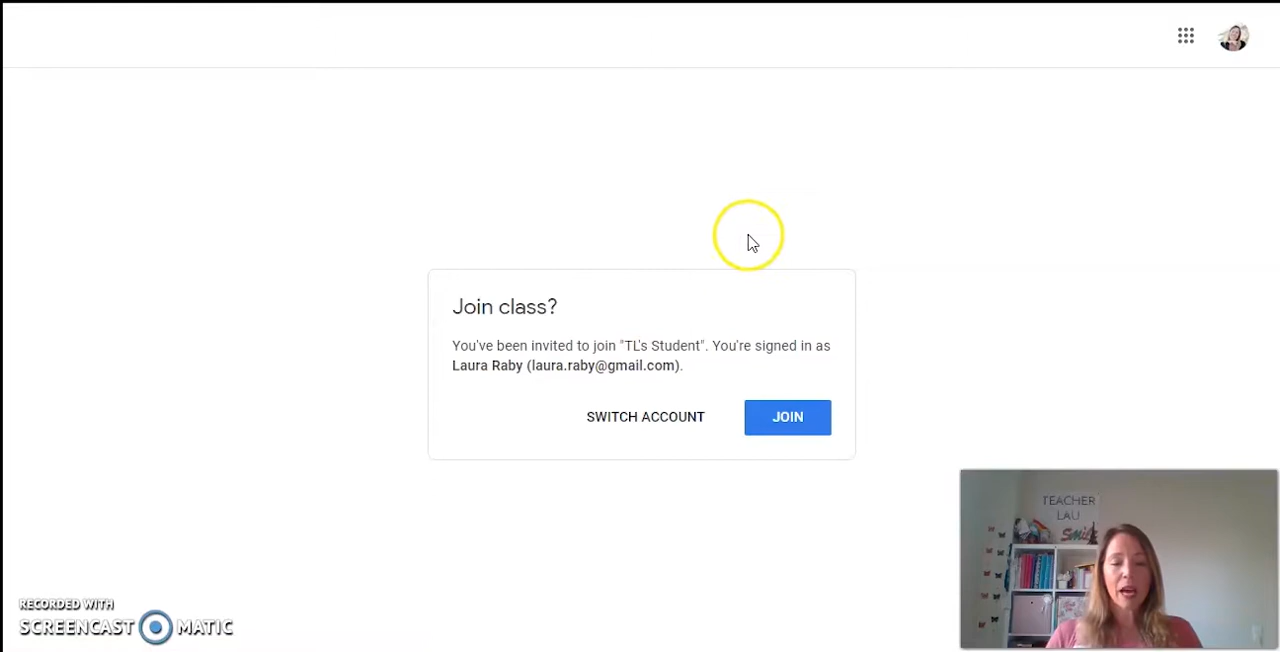 Join class?
You've been invited to join "TL's Student". You're signed in as
Laura Raby (laura.raby@gmail.com).
SWITCH ACCOUNT
JOIN
TEACHER
LAU
Smile
RECORDED WITH
SCREENCAST MATIC